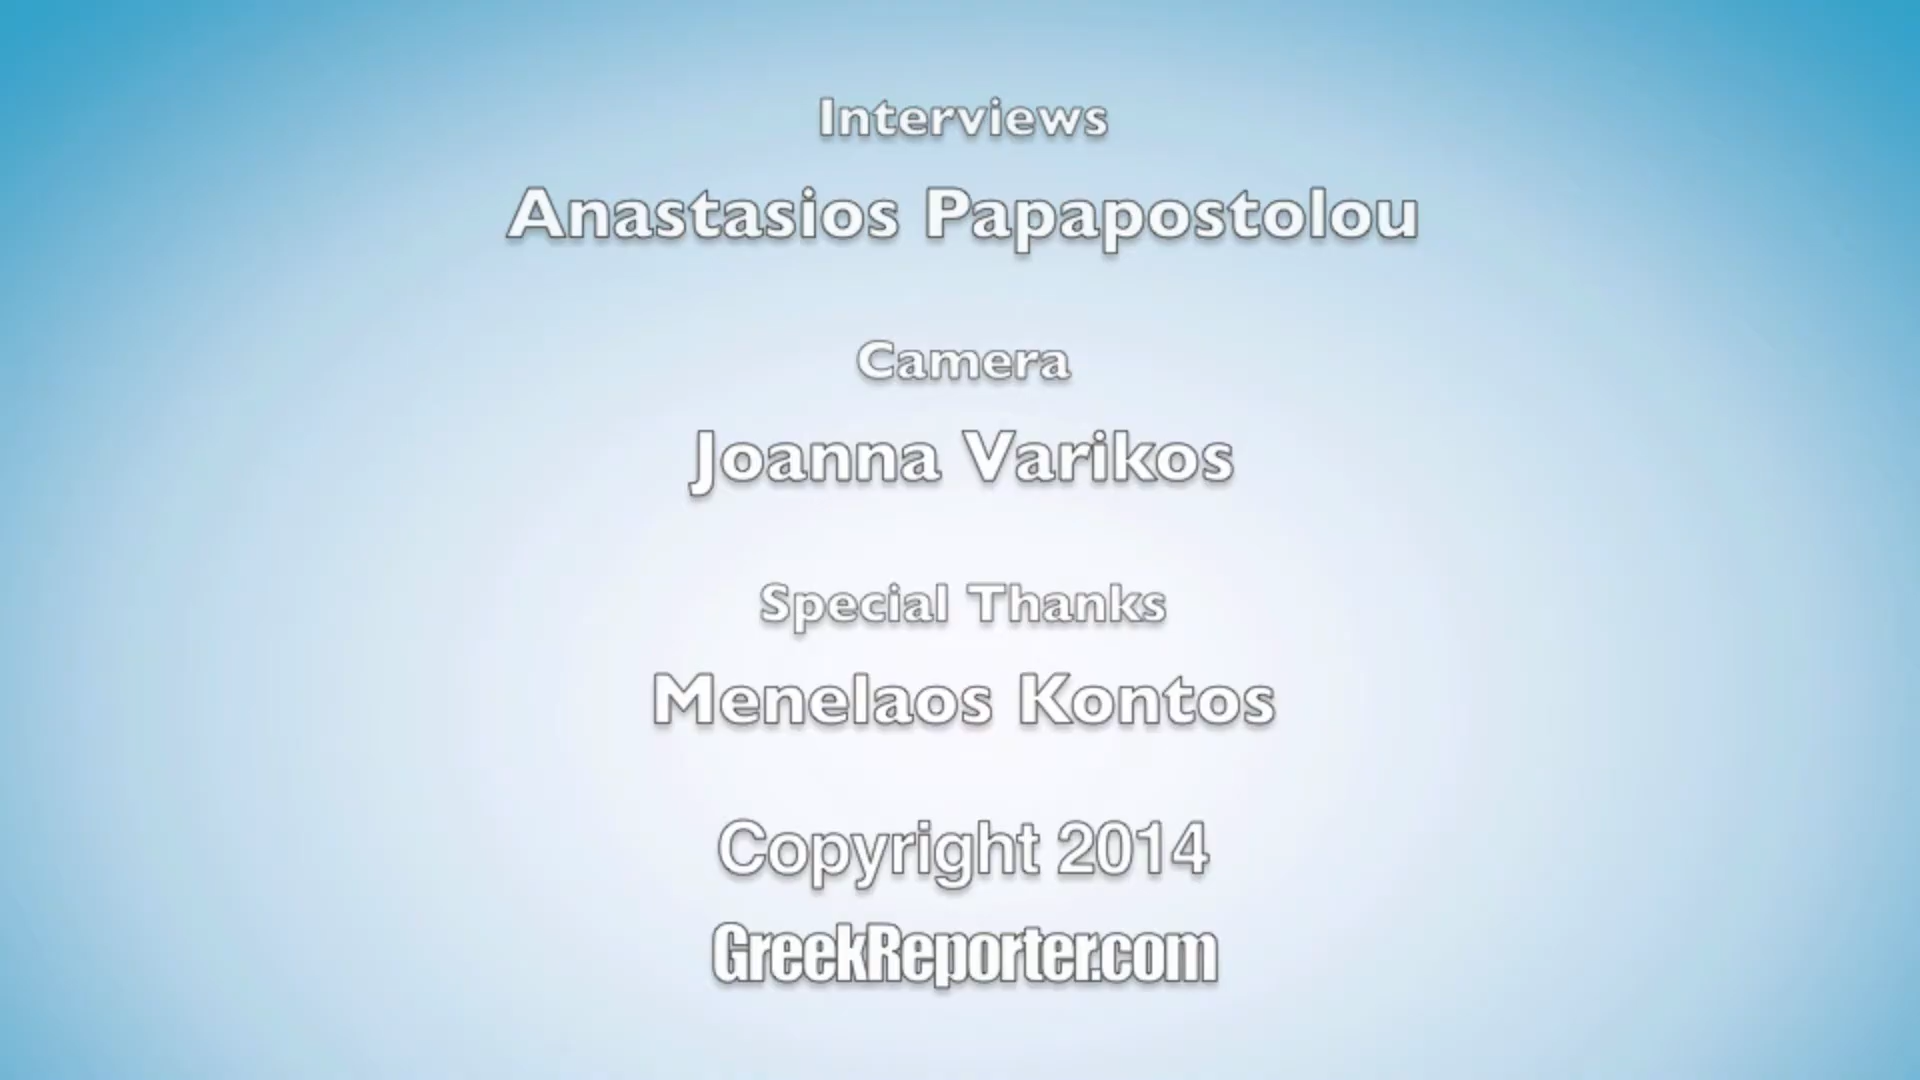 Interviews
Anastasios Papapostolou
Camera
Joanna Varikos
Special Thanks
Menelaos Kontos
Copyright 2014
GreekReporter.com